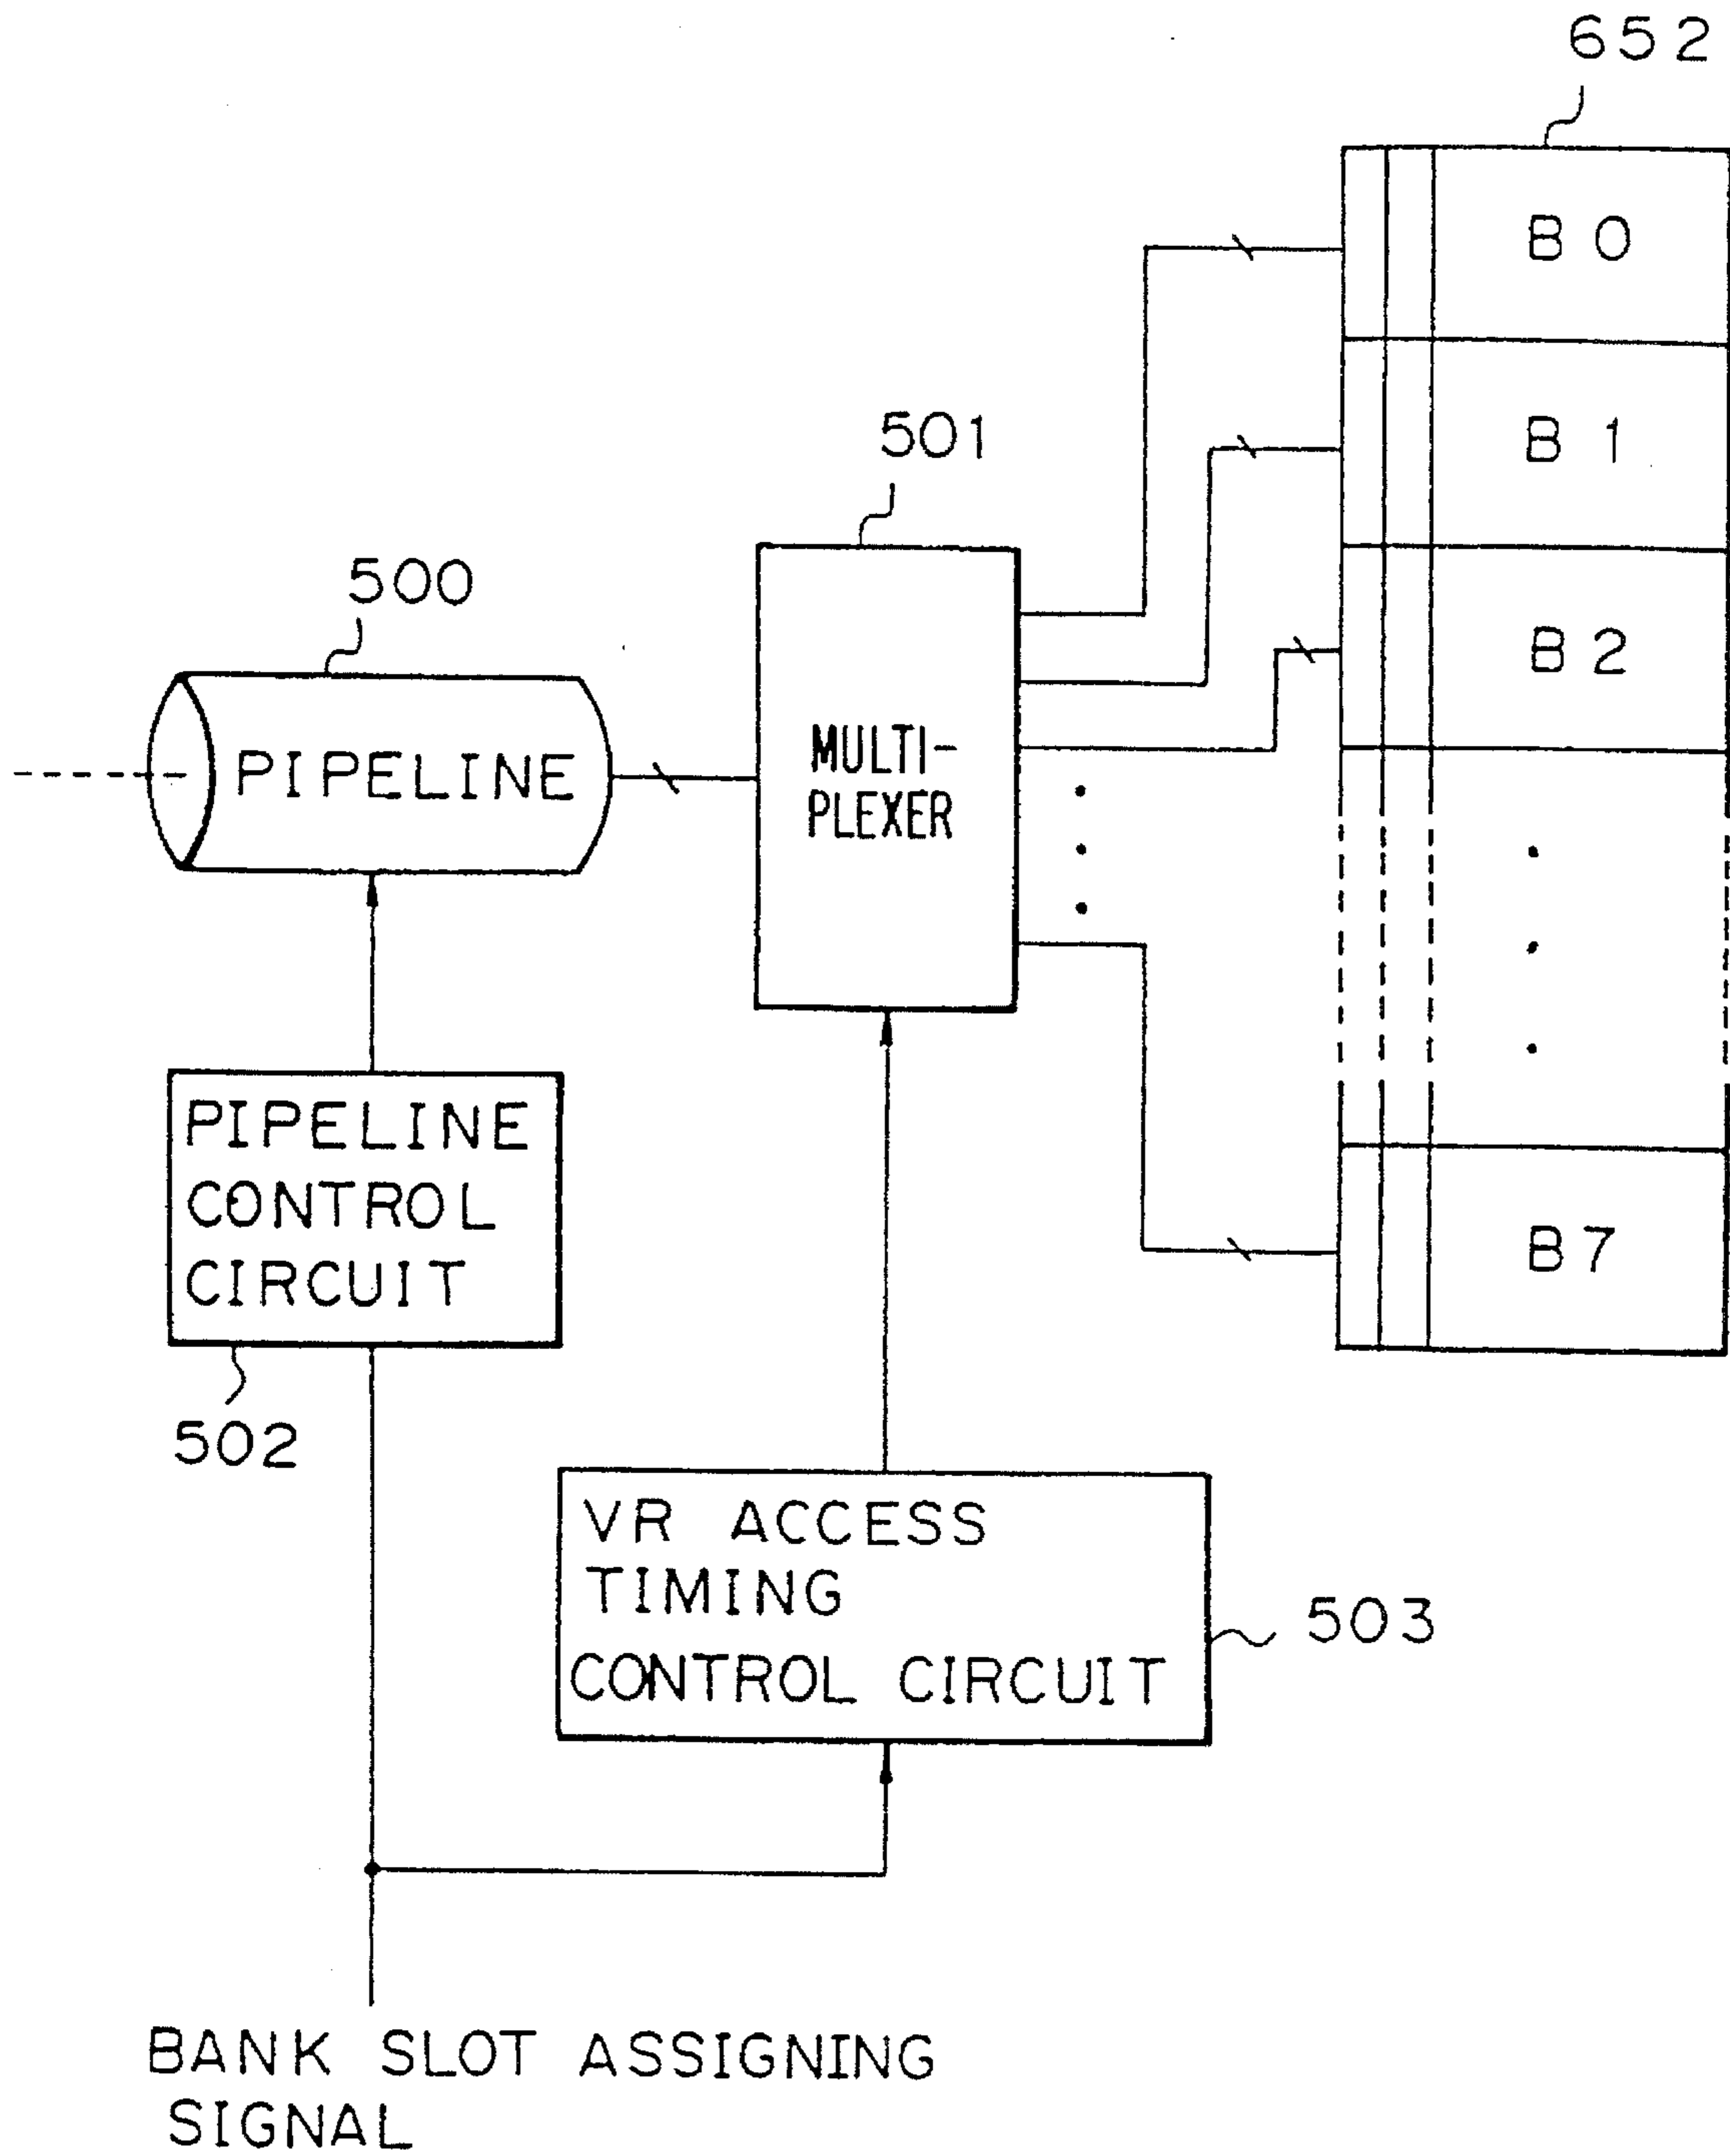 652
B0
B1
501
500
B2
PIPELINE
MULTI-
PLEXER
PIPELINE
CONTROL
CIRCUIT
B7
502
VR ACCESS
TIMING
CONTROL CIRCUIT
503
BANK SLOT ASSIGNING
SIGNAL